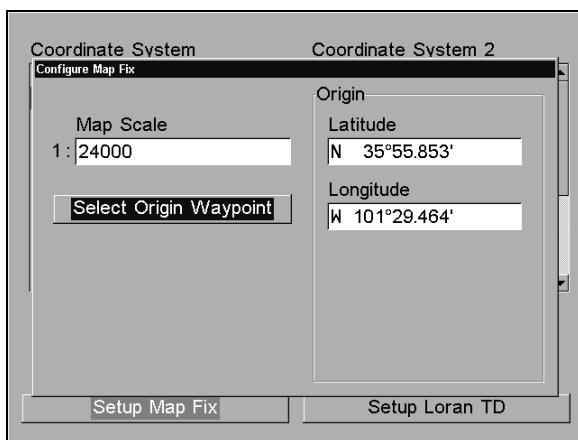 Coordinate System
Coordinate System 2
Configure Map Fix
Map Scale
1: 24000
Select Origin Waypoint
Origin
Latitude
N 35°55.853'
Longitude
W 101°29.464'
Setup Map Fix
Setup Loran TD